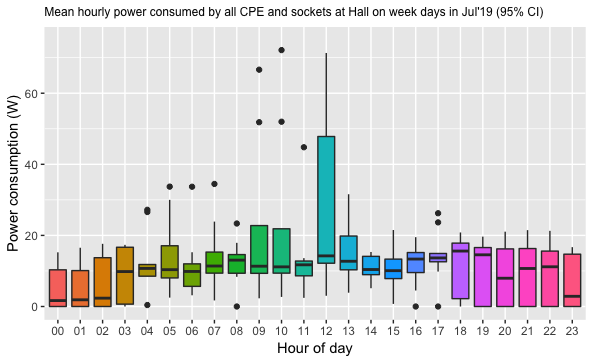 Mean hourly power consumed by all CPE and sockets at Hall on week days in Jul'19 (95% CI)
Power consumption (W)
60
40
20
0
00 01 02 03 04 05 06 07 08 09 10 11 12 13 14 15 16 17 18 19 20 21 22 23
Hour of day